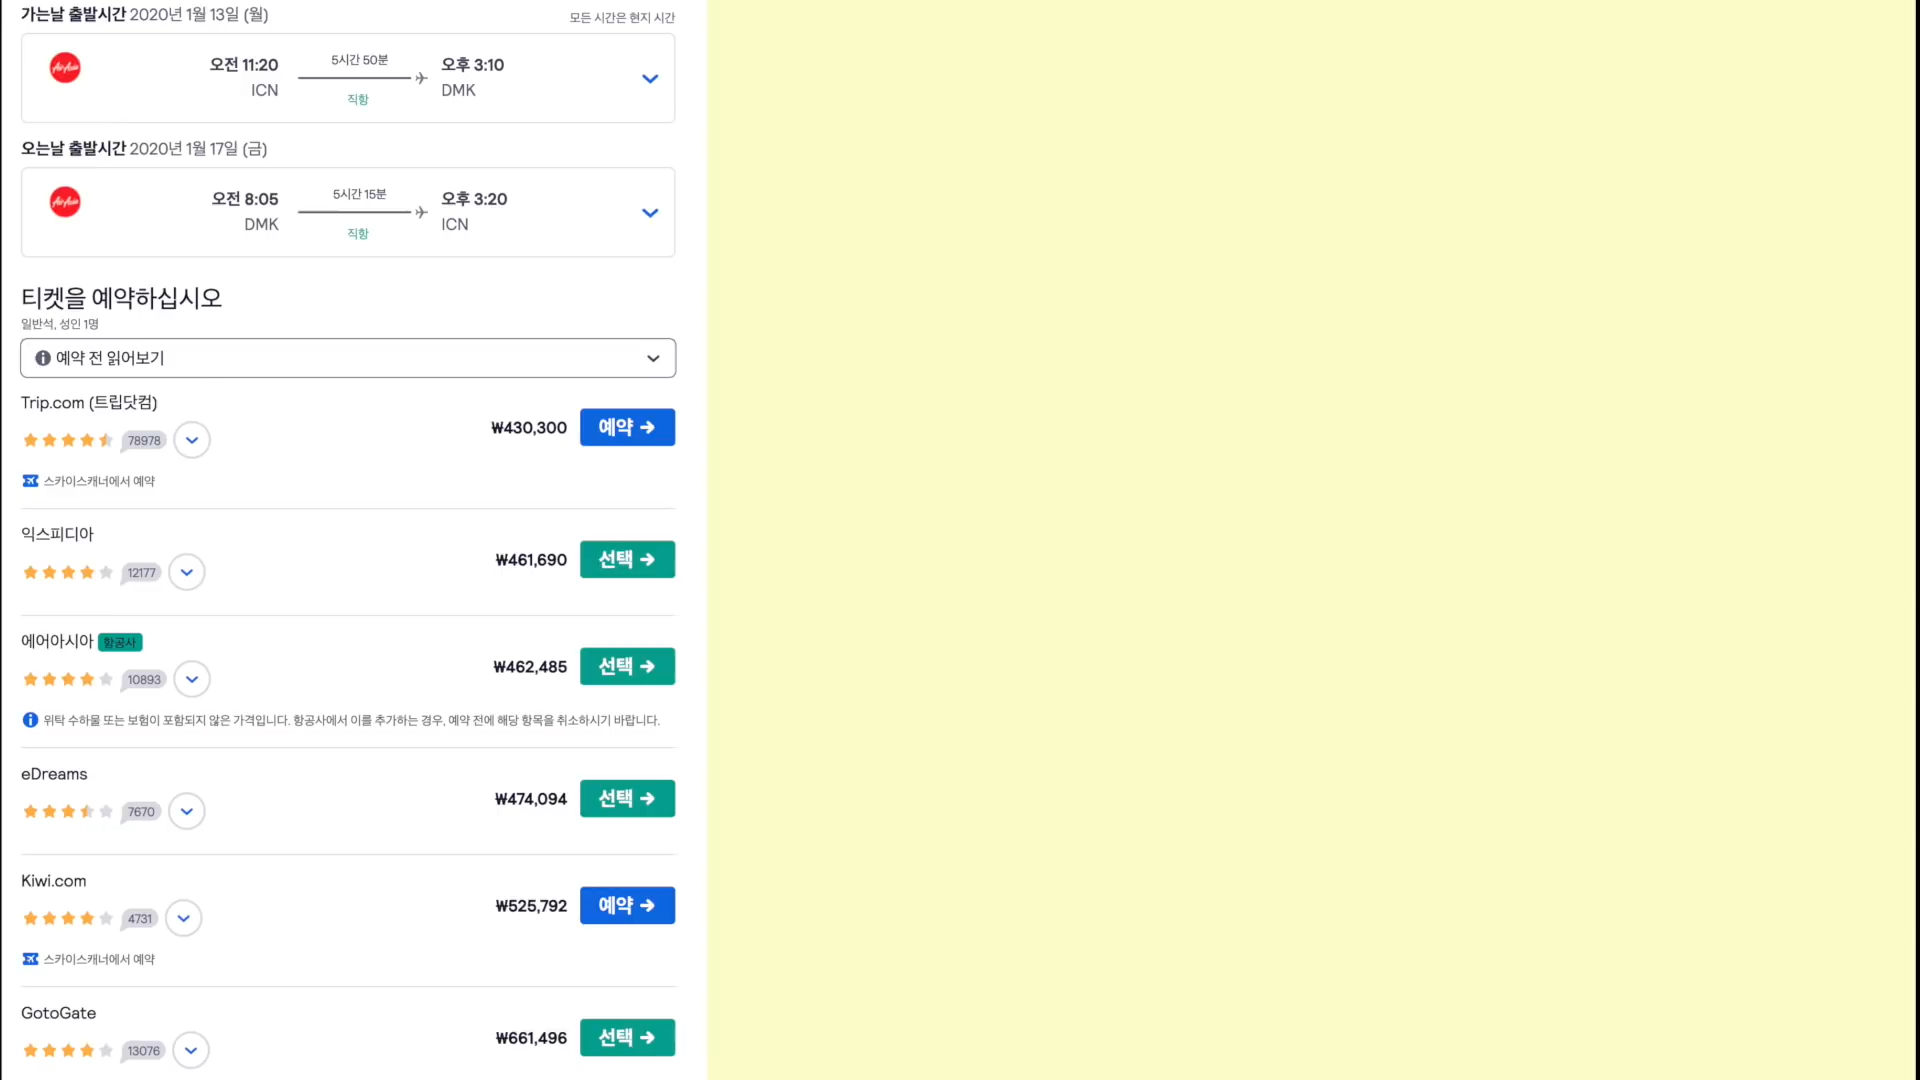 가는날 출발시간 2020년 1월 13일 (월)
모든 시간은 현지 시간
AirAsia
오전 11:20
ICN
5시간 50분
직항
오후 3:10
DMK
오는날 출발시간 2020년 1월 17일 (금)
AirAsia
오전 8:05
DMK
5시간 15분
직항
오후 3:20
ICN
티켓을 예약하십시오
일반석, 성인 1명
예약 전 읽어보기
Trip.com (트립닷컴)
78978
₩430,300
예약
스카이스캐너에서 예약
익스피디아
12177
₩461,690
선택
에어아시아 항공사
10893
₩462,485
선택
위탁 수하물 또는 보험이 포함되지 않은 가격입니다. 항공사에서 이를 추가하는 경우, 예약 전에 해당 항목을 취소하시기 바랍니다.
eDreams
7670
₩474,094
선택
Kiwi.com
4731
₩525,792
예약
스카이스캐너에서 예약
GotoGate
13076
₩661,496
선택